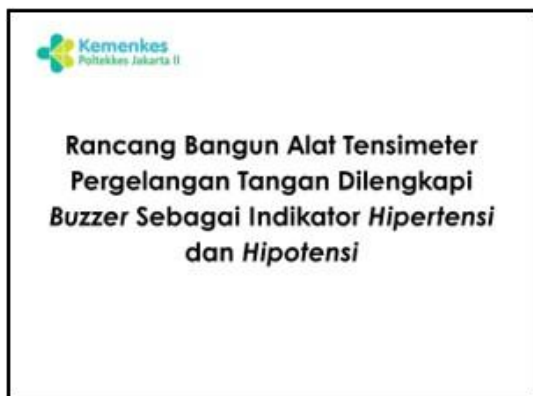 Kemenkes
Poltekkes Jakarta II
Rancang Bangun Alat Tensimeter
Pergelangan Tangan Dilengkapi
Buzzer Sebagai Indikator Hipertensi
dan Hipotensi